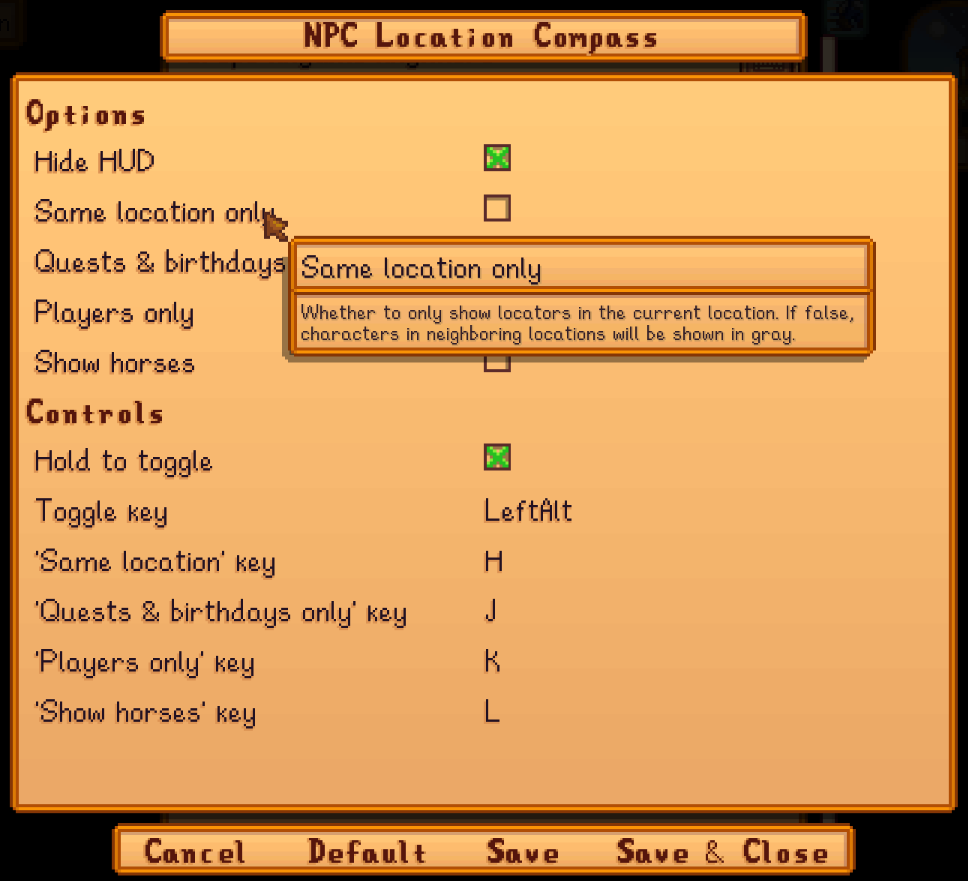 NPC Location Compass
Options
Hide HUD
Same location only
Quests & birthdays
Same location only
Whether to only show locators in the current location. If false,
characters in neighboring locations will be shown in gray.
Players only
Show horses
Controls
Hold to toggle
Toggle key LeftAlt
'Same location' key H
'Quests & birthdays only' key J
'Players only' key K
'Show horses' key L
Cancel Default Save Save & Close